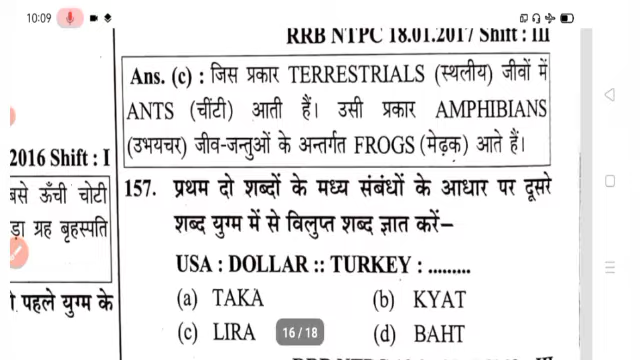 10:09
RRB NTPC 18.01.2017 Shift : III
Ans. (c) : जिस प्रकार TERRESTRIALS (स्थलीय) जीवों में
ANTS (चींटी) आती हैं। उसी प्रकार AMPHIBIANS
(उभयचर) जीव-जन्तुओं के अन्तर्गत FROGS (मेढ़क) आते हैं।
2016 Shift : I
बसे ऊँची चोटी
ड़ा ग्रह बृहस्पति
पहले युग्म के
157. प्रथम दो शब्दों के मध्य संबंधों के आधार पर दूसरे
शब्द युग्म में से विलुप्त शब्द ज्ञात करें–
USA : DOLLAR :: TURKEY : .........
(a) TAKA (b) KYAT
(c) LIRA (d) BAHT
16 / 18